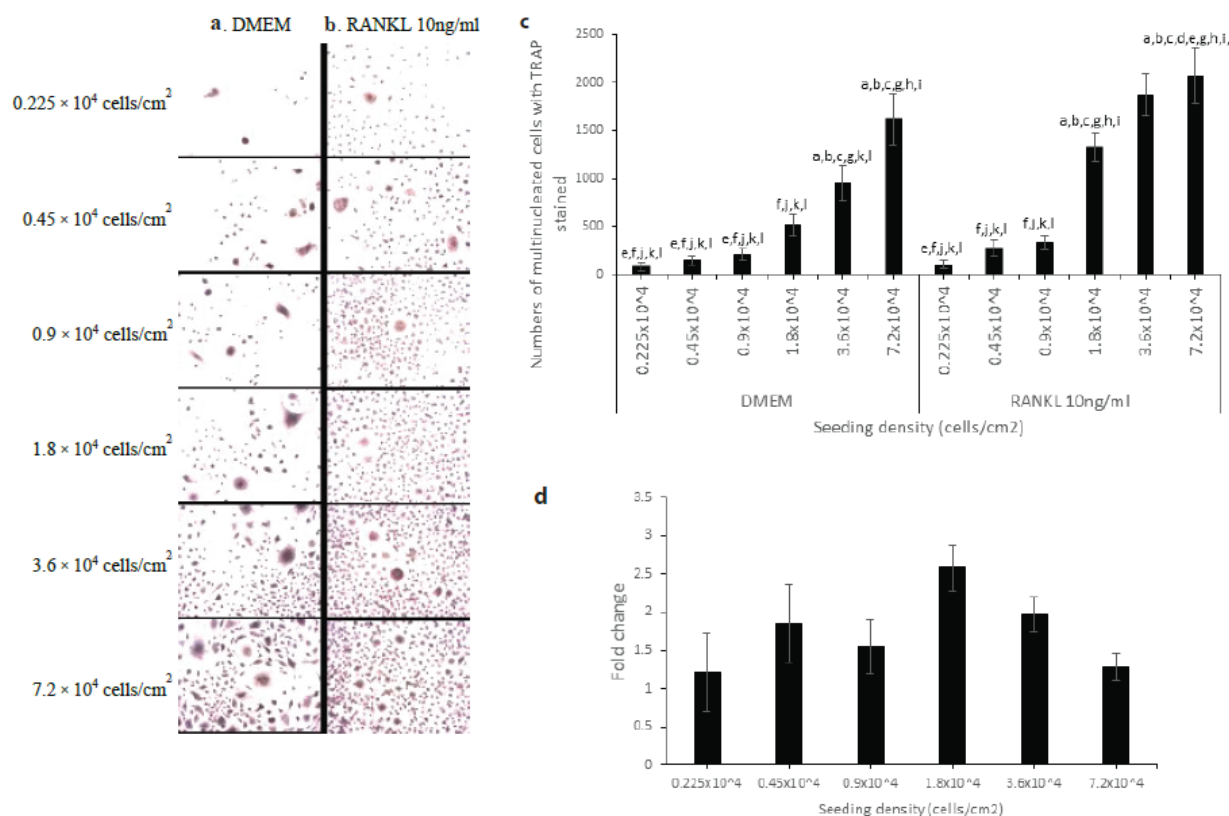 a. DMEM
b. RANKL 10ng/ml
0.225 × 10⁴ cells/cm²
0.45 × 10⁴ cells/cm²
0.9 × 10⁴ cells/cm²
1.8 × 10⁴ cells/cm²
3.6 × 10⁴ cells/cm²
7.2 × 10⁴ cells/cm²
c
Numbers of multinucleated cells with TRAP
stained
2500
2000
1500
1000
500
0
e,f,j,k,l
e,f,j,k,l
e,f,j,k,l
f,j,k,l
a,b,c,g,k,l
a,b,c,g,h,i
e,f,j,k,l
f,j,k,l
f,j,k,l
a,b,c,g,h,i
a,b,c,d,e,g,h,i,
0.225x10^4
0.45x10^4
0.9x10^4
1.8x10^4
3.6x10^4
7.2x10^4
0.225x10^4
0.45x10^4
0.9x10^4
1.8x10^4
3.6x10^4
7.2x10^4
DMEM
RANKL 10ng/ml
Seeding density (cells/cm2)
d
Fold change
3.5
3
2.5
2
1.5
1
0.5
0
0.225x10^4
0.45x10^4
0.9x10^4
1.8x10^4
3.6x10^4
7.2x10^4
Seeding density (cells/cm2)